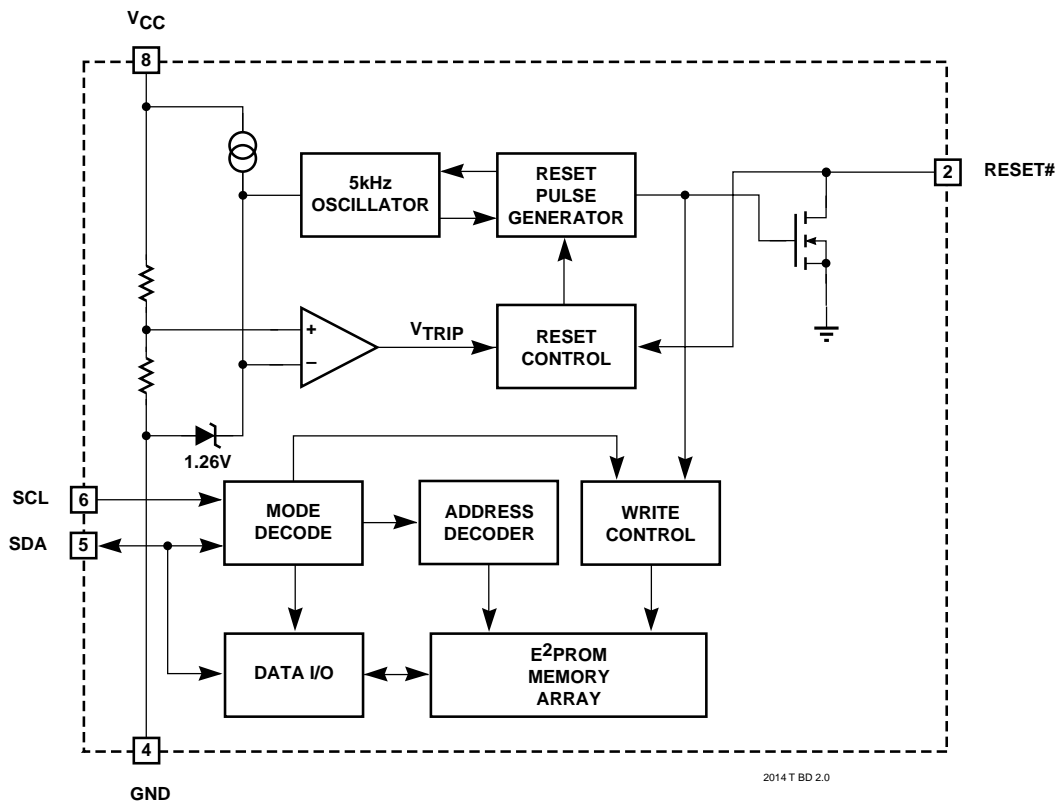 VCC
8
5kHz
OSCILLATOR
RESET
PULSE
GENERATOR
2
RESET#
+
–
VTRIP
RESET
CONTROL
1.26V
SCL
6
SDA
5
MODE
DECODE
ADDRESS
DECODER
WRITE
CONTROL
DATA I/O
E2PROM
MEMORY
ARRAY
4
GND
2014 T BD 2.0